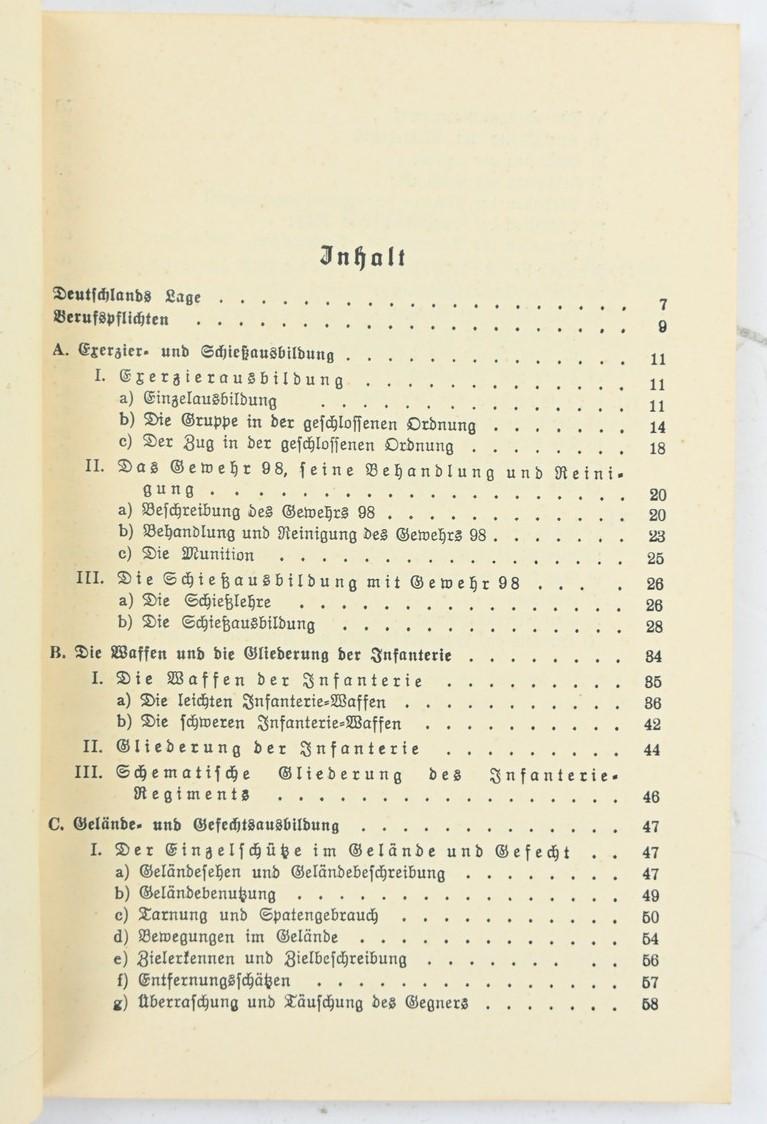 Inhalt
Deutschlands Lage . . . . . . . . . . . . . . . . . . . . 7
Berufspflichten . . . . . . . . . . . . . . . . . . . . . 9
A. Exerzier- und Schießausbildung . . . . . . . . . . . . . 11
I. Exerzierausbildung . . . . . . . . . . . . . 11
a) Einzelausbildung . . . . . . . . . . . . . . 11
b) Die Gruppe in der geschlossenen Ordnung . . . . . . . 14
c) Der Zug in der geschlossenen Ordnung . . . . . . . . 18
II. Das Gewehr 98, seine Behandlung und Reini-
gung . . . . . . . . . . . . . . . . . . . . 20
a) Beschreibung des Gewehrs 98 . . . . . . . . . . . . 20
b) Behandlung und Reinigung des Gewehrs 98 . . . . . . . 23
c) Die Munition . . . . . . . . . . . . . . . . 25
III. Die Schießausbildung mit Gewehr 98 . . . . 26
a) Die Schießlehre . . . . . . . . . . . . . . . 26
b) Die Schießausbildung . . . . . . . . . . . . . 28
B. Die Waffen und die Gliederung der Infanterie . . . . . . . . 34
I. Die Waffen der Infanterie . . . . . . . . . 35
a) Die leichten Infanterie-Waffen . . . . . . . . . . . 36
b) Die schweren Infanterie-Waffen . . . . . . . . . . . 42
II. Gliederung der Infanterie . . . . . . . . . 44
III. Schematische Gliederung des Infanterie-
Regiments . . . . . . . . . . . . . . . . . 46
C. Gelände- und Gefechtsausbildung . . . . . . . . . . . . . 47
I. Der Einzelschütze im Gelände und Gefecht . . 47
a) Geländesehen und Geländebeschreibung . . . . . . . . 47
b) Geländebenutzung . . . . . . . . . . . . . . . 49
c) Tarnung und Spatengebrauch . . . . . . . . . . . 50
d) Bewegungen im Gelände . . . . . . . . . . . . . 54
e) Zielerkennen und Zielbeschreibung . . . . . . . . . 56
f) Entfernungsschätzen . . . . . . . . . . . . . . 57
g) Überraschung und Täuschung des Gegners . . . . . . . 58